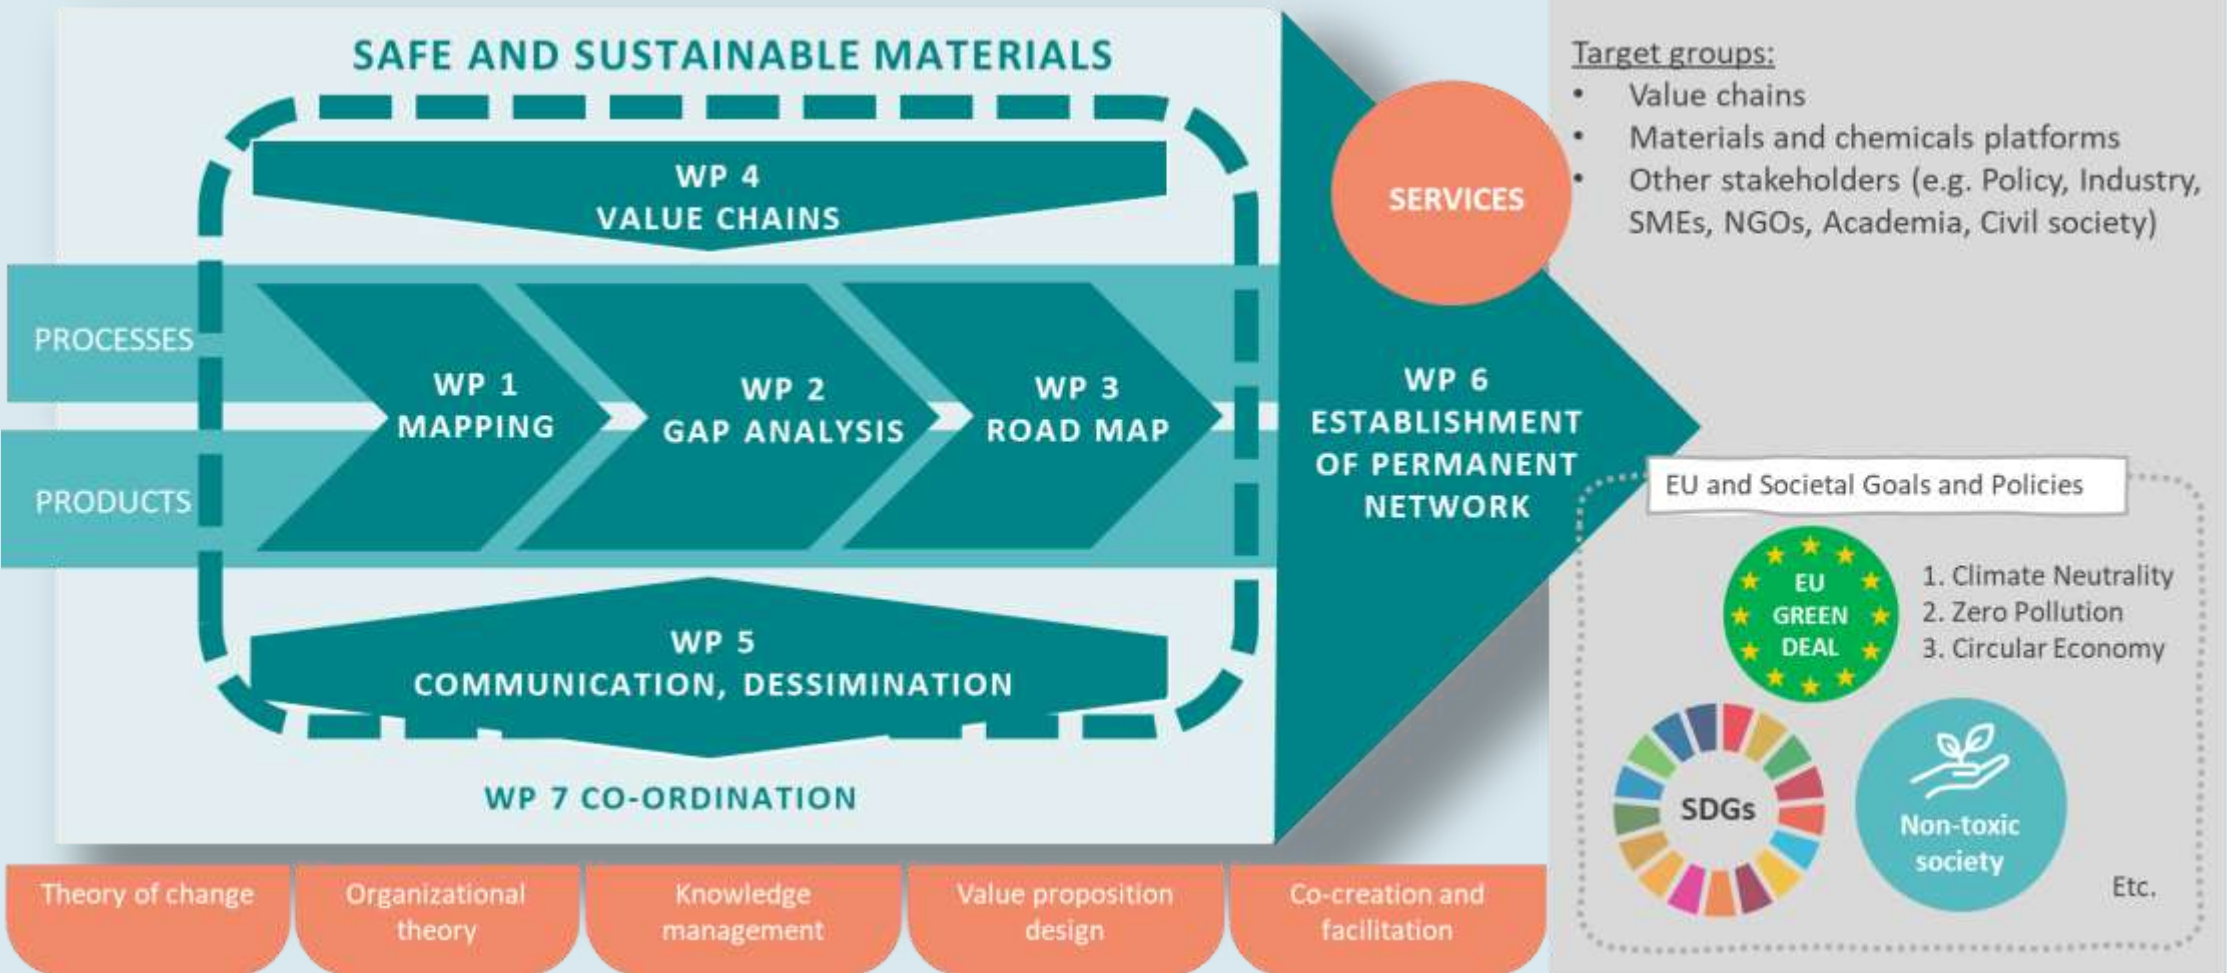 SAFE AND SUSTAINABLE MATERIALS
WP 4
VALUE CHAINS
PROCESSES
PRODUCTS
WP 1
MAPPING
WP 2
GAP ANALYSIS
WP 3
ROAD MAP
WP 5
COMMUNICATION, DESSIMINATION
WP 7 CO-ORDINATION
SERVICES
WP 6
ESTABLISHMENT
OF PERMANENT
NETWORK
Target groups:
• Value chains
• Materials and chemicals platforms
• Other stakeholders (e.g. Policy, Industry,
SMEs, NGOs, Academia, Civil society)
EU and Societal Goals and Policies
EU
GREEN
DEAL
1. Climate Neutrality
2. Zero Pollution
3. Circular Economy
SDGs
Non-toxic
society
Etc.
Theory of change
Organizational
theory
Knowledge
management
Value proposition
design
Co-creation and
facilitation